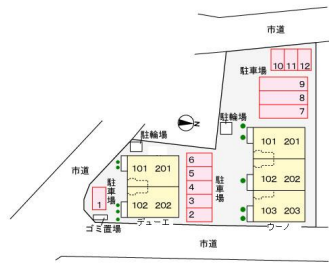 市道
駐車場
10 11 12
9
8
7
駐輪場
N
駐輪場
101 201
102 202
103 203
ウーノ
市道
駐車場
1
ゴミ置場
101 201
102 202
デューエ
6
5
4
3
2
駐車場
市道